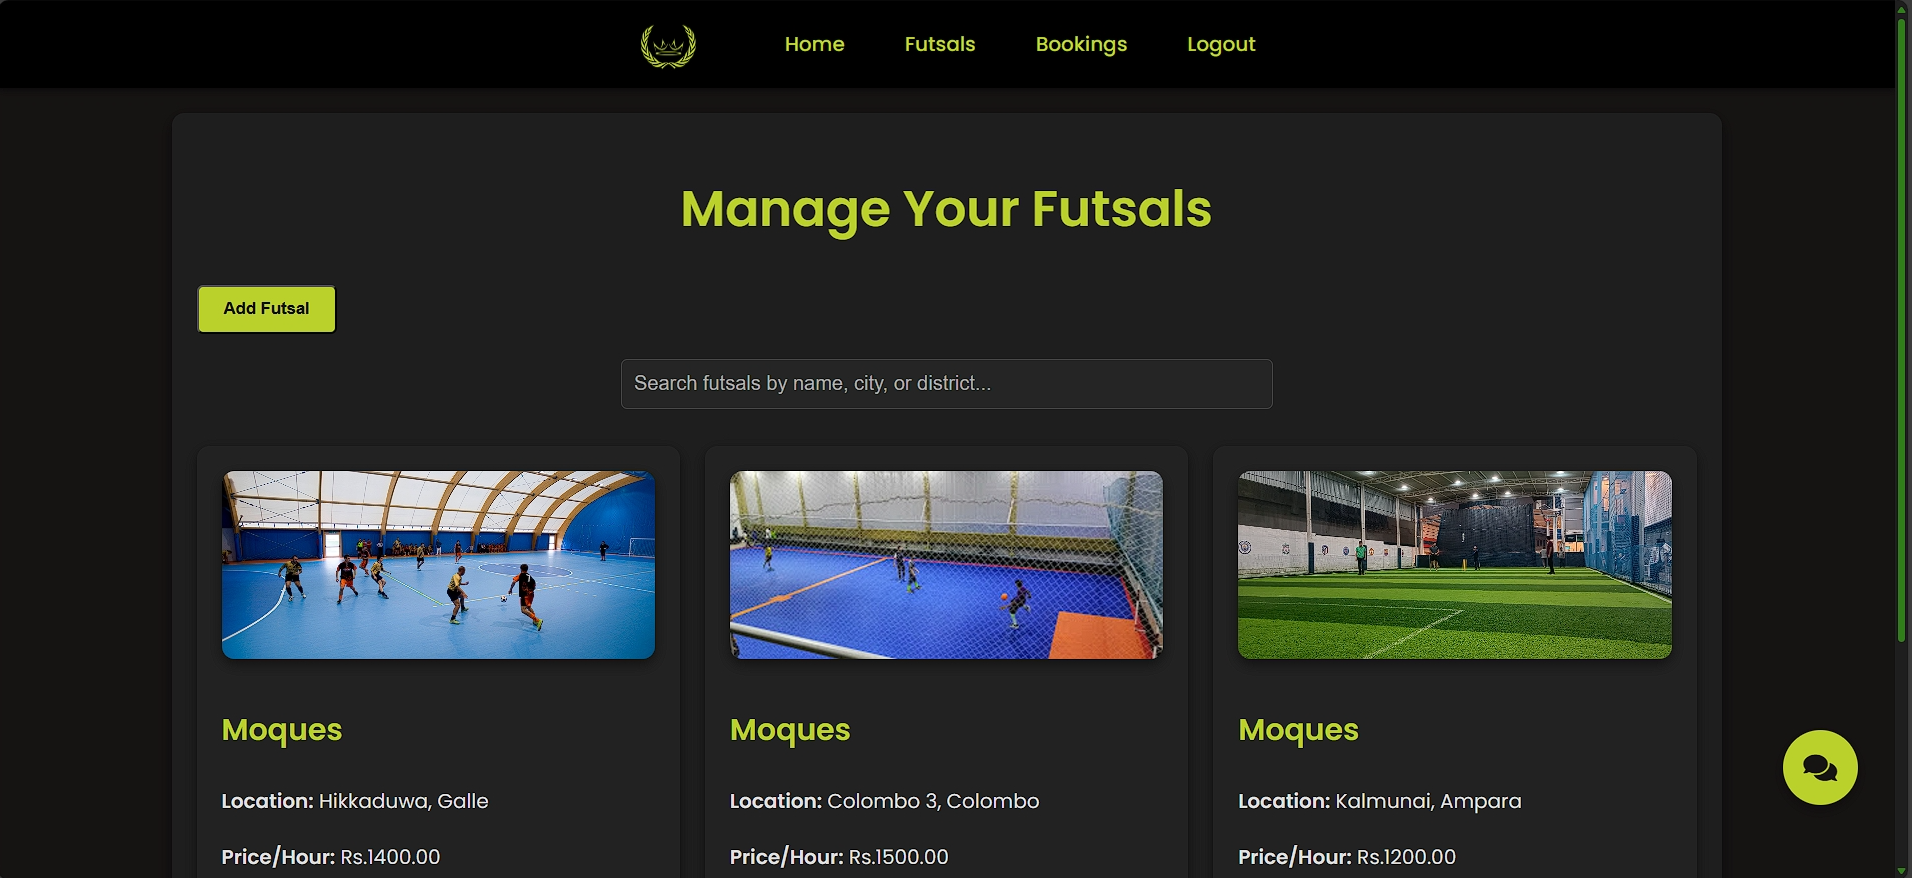 Home Futsals Bookings Logout
Manage Your Futsals
Add Futsal
Search futsals by name, city, or district...
Moques
Location: Hikkaduwa, Galle
Price/Hour: Rs.1400.00
Moques
Location: Colombo 3, Colombo
Price/Hour: Rs.1500.00
Moques
Location: Kalmunai, Ampara
Price/Hour: Rs.1200.00